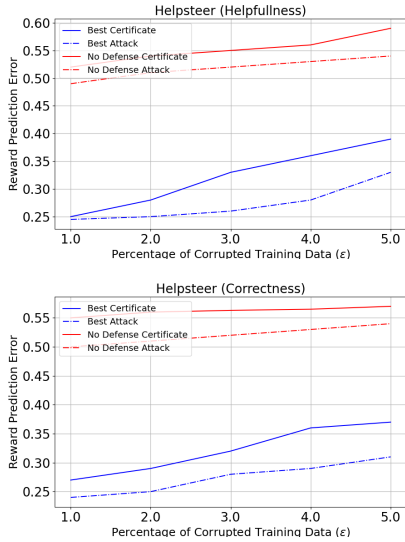 Helpsteer (Helpfullness)
Best Certificate
Best Attack
No Defense Certificate
No Defense Attack
Reward Prediction Error
0.60
0.55
0.50
0.45
0.40
0.35
0.30
0.25
1.0 2.0 3.0 4.0 5.0
Percentage of Corrupted Training Data (ε)
Helpsteer (Correctness)
Best Certificate
Best Attack
No Defense Certificate
No Defense Attack
Reward Prediction Error
0.55
0.50
0.45
0.40
0.35
0.30
0.25
1.0 2.0 3.0 4.0 5.0
Percentage of Corrupted Training Data (ε)